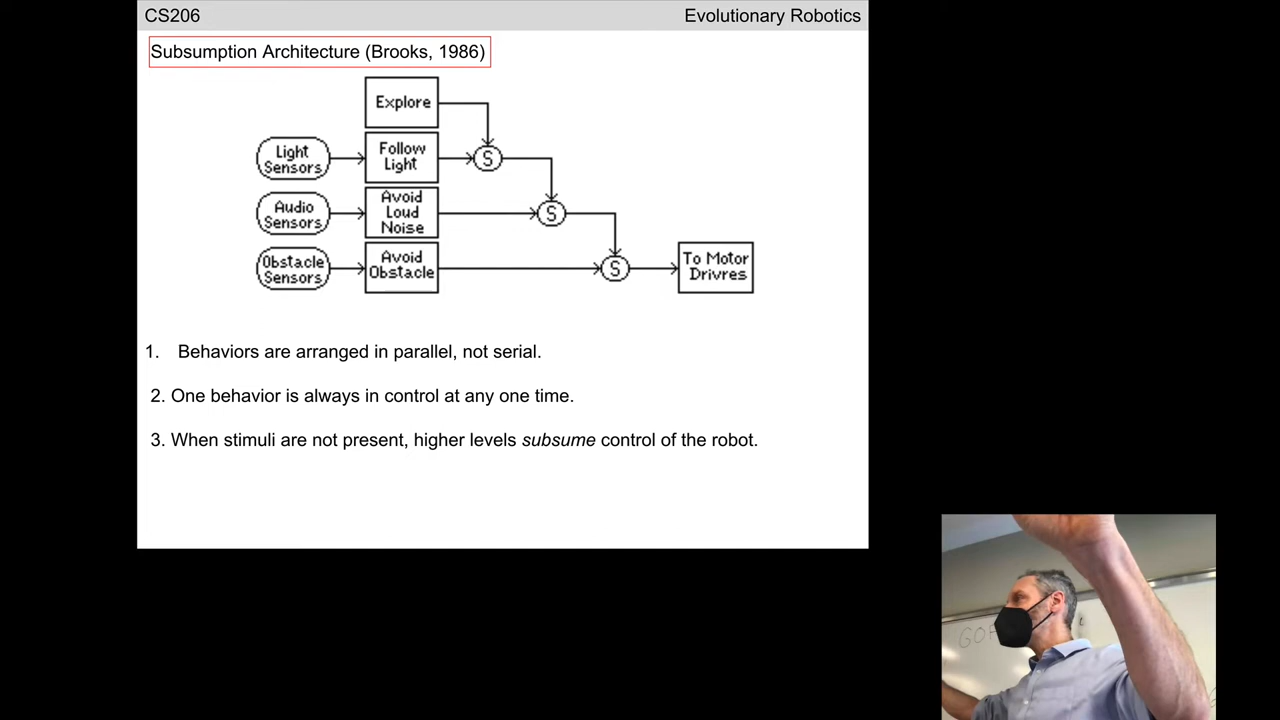 CS206
Evolutionary Robotics
Subsumption Architecture (Brooks, 1986)
Explore
Light
Sensors
Follow
Light
S
Audio
Sensors
Avoid
Loud
Noise
S
Obstacle
Sensors
Avoid
Obstacle
S
To Motor
Drivres
1. Behaviors are arranged in parallel, not serial.
2. One behavior is always in control at any one time.
3. When stimuli are not present, higher levels subsume control of the robot.